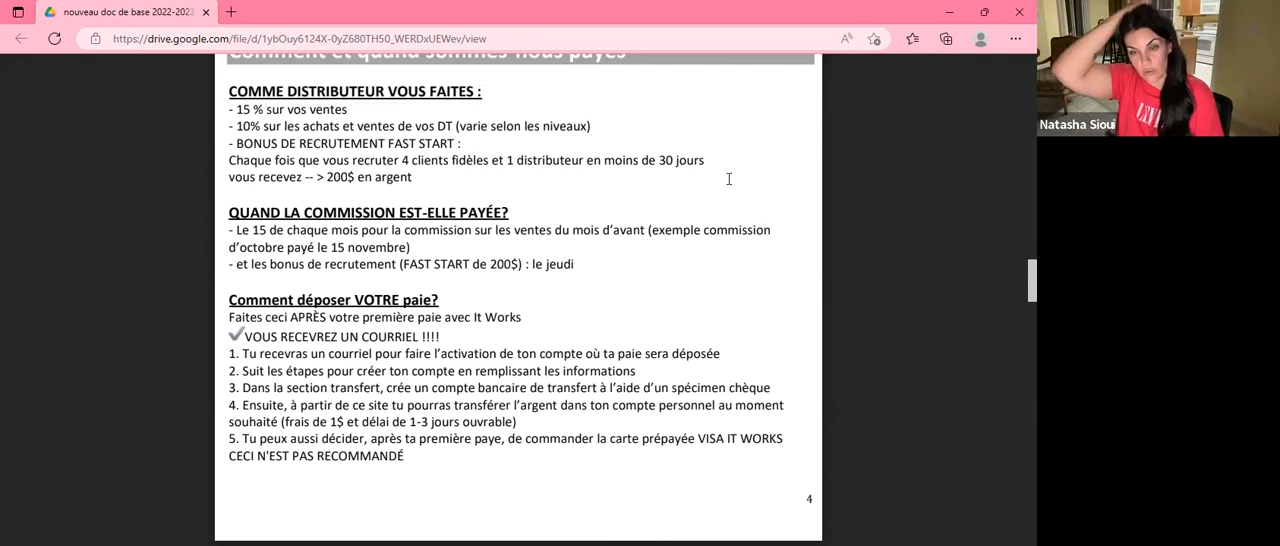 nouveau doc de base 2022-2023
https://drive.google.com/file/d/1ybOuy6124X-0yZ680TH50_WERDxUEWev/view
Comment et quand sommes-nous payés
COMME DISTRIBUTEUR VOUS FAITES :
- 15 % sur vos ventes
- 10% sur les achats et ventes de vos DT (varie selon les niveaux)
- BONUS DE RECRUTEMENT FAST START :
Chaque fois que vous recruter 4 clients fidèles et 1 distributeur en moins de 30 jours
vous recevez -- > 200$ en argent
QUAND LA COMMISSION EST-ELLE PAYÉE?
- Le 15 de chaque mois pour la commission sur les ventes du mois d’avant (exemple commission
d’octobre payé le 15 novembre)
- et les bonus de recrutement (FAST START de 200$) : le jeudi
Comment déposer VOTRE paie?
Faites ceci APRÈS votre première paie avec It Works
VOUS RECEVREZ UN COURRIEL !!!!
1. Tu recevras un courriel pour faire l’activation de ton compte où ta paie sera déposée
2. Suit les étapes pour créer ton compte en remplissant les informations
3. Dans la section transfert, crée un compte bancaire de transfert à l’aide d’un spécimen chèque
4. Ensuite, à partir de ce site tu pourras transférer l’argent dans ton compte personnel au moment
souhaité (frais de 1$ et délai de 1-3 jours ouvrable)
5. Tu peux aussi décider, après ta première paye, de commander la carte prépayée VISA IT WORKS
CECI N'EST PAS RECOMMANDÉ
4
Natasha Sioui